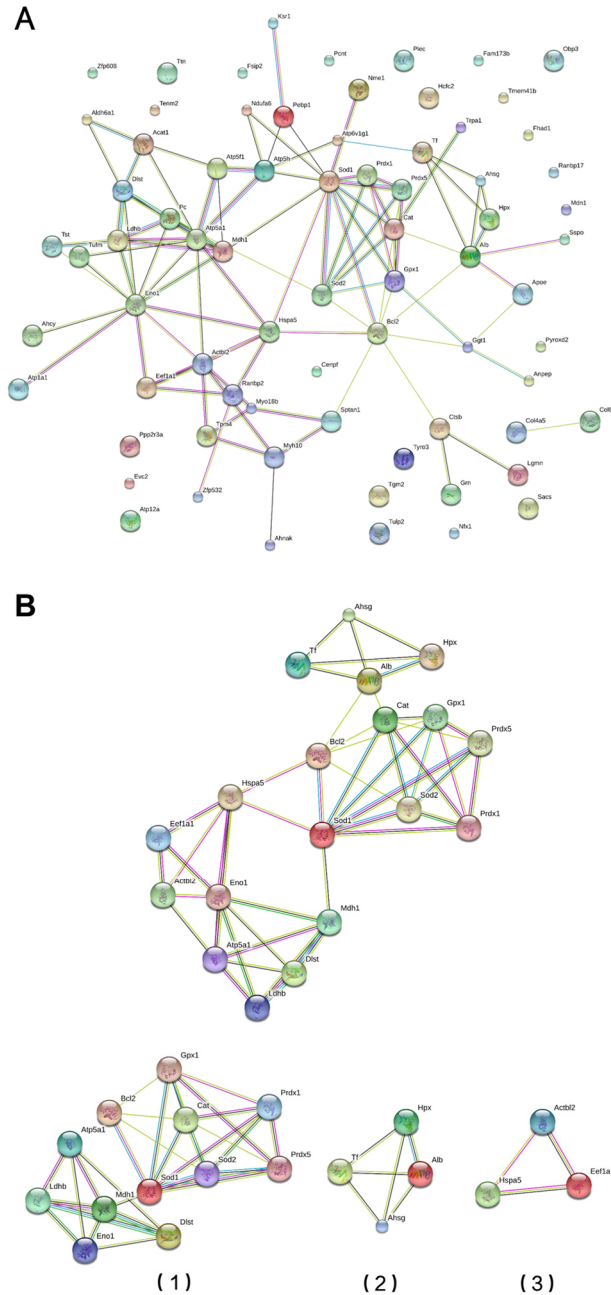 A
Ksr1
Zfp609
Ttn
Fsip2
Pcnt
Plec
Fam173b
Obp3
Nme1
Tenm2
Hcfc2
Tmem41b
Ndufa6
Pebp1
Aldh6a1
Acat1
Atp6v1g1
Trpa1
Fhad1
Tf
Atp5f1
Atp5h
Sod1
Prdx1
Ranbp17
Dlst
Prdx5
Ahsg
Pc
Hpx
Mdn1
Cat
Tst
Ldhb
Atp5a1
Tufm
Mdh1
Alb
Sspo
Sod2
Gpx1
Apoe
Eno1
Hspa5
Bcl2
Ahcy
Ggt1
Pyroxd2
Actbl2
Cenpf
Atp1a1
Eef1a1
Ranbp2
Anpep
Myo18b
Sptan1
Col4a5
Col6
Tpm4
Ctsb
Ppp2r3a
Myh10
Tyro3
Lgmn
Evc2
Zfp532
Tgm2
Grn
Sacs
Atp12a
Tulp2
Nfx1
Ahnak
B
Ahsg
Tf
Hpx
Alb
Cat
Gpx1
Prdx5
Bcl2
Hspa5
Sod2
Sod1
Prdx1
Eef1a1
Actbl2
Eno1
Mdh1
Atp5a1
Dlst
Ldhb
Gpx1
Bcl2
Cat
Prdx1
Hpx
Actbl2
Atp5a1
Prdx5
Tf
Alb
Sod2
Sod1
Ldhb
Mdh1
Hspa5
Eef1a
Dlst
Ahsg
Eno1
(1) (2) (3)